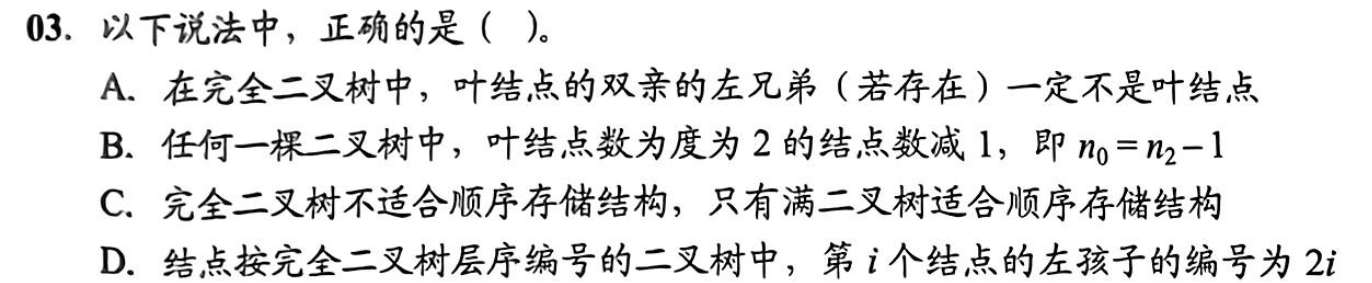 03. 以下说法中，正确的是（ ）。
A. 在完全二叉树中，叶结点的双亲的左兄弟（若存在）一定不是叶结点
B. 任何一棵二叉树中，叶结点数为度为 2 的结点数减 1，即 n₀ = n₂ − 1
C. 完全二叉树不适合顺序存储结构，只有满二叉树适合顺序存储结构
D. 结点按完全二叉树层序编号的二叉树中，第 i 个结点的左孩子的编号为 2i